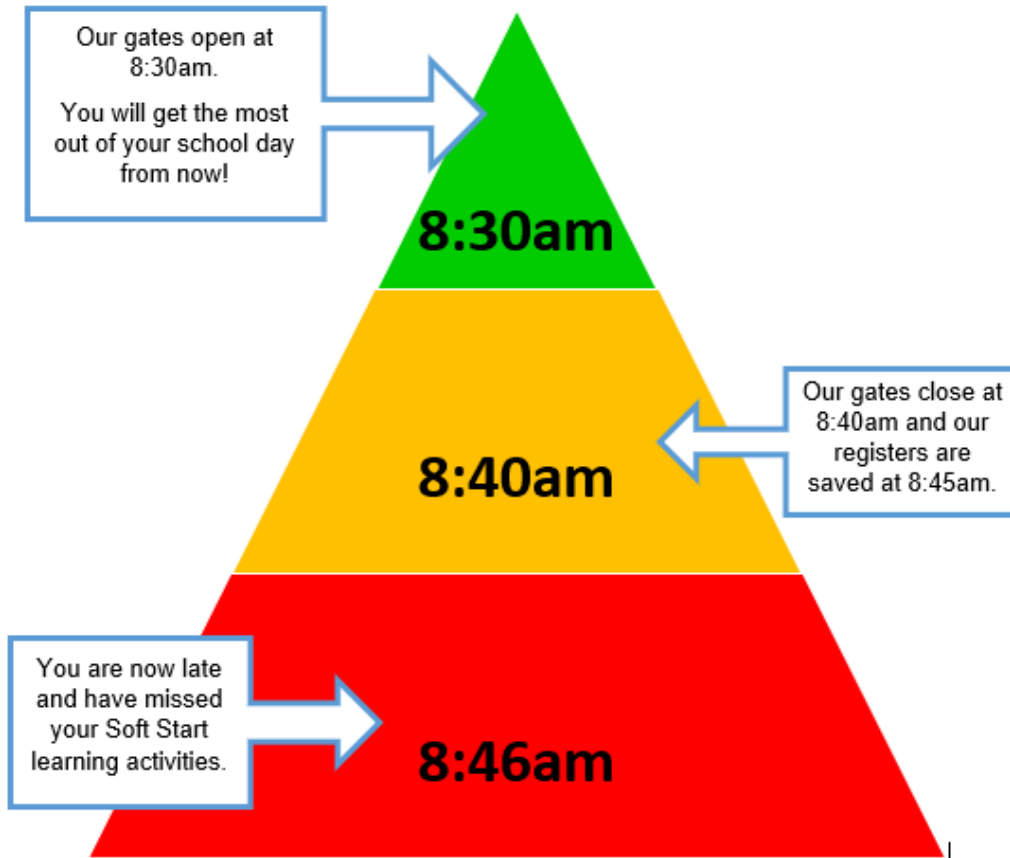 Our gates open at
8:30am.
You will get the most
out of your school day
from now!
8:30am
Our gates close at
8:40am and our
registers are
saved at 8:45am.
8:40am
You are now late
and have missed
your Soft Start
learning activities.
8:46am